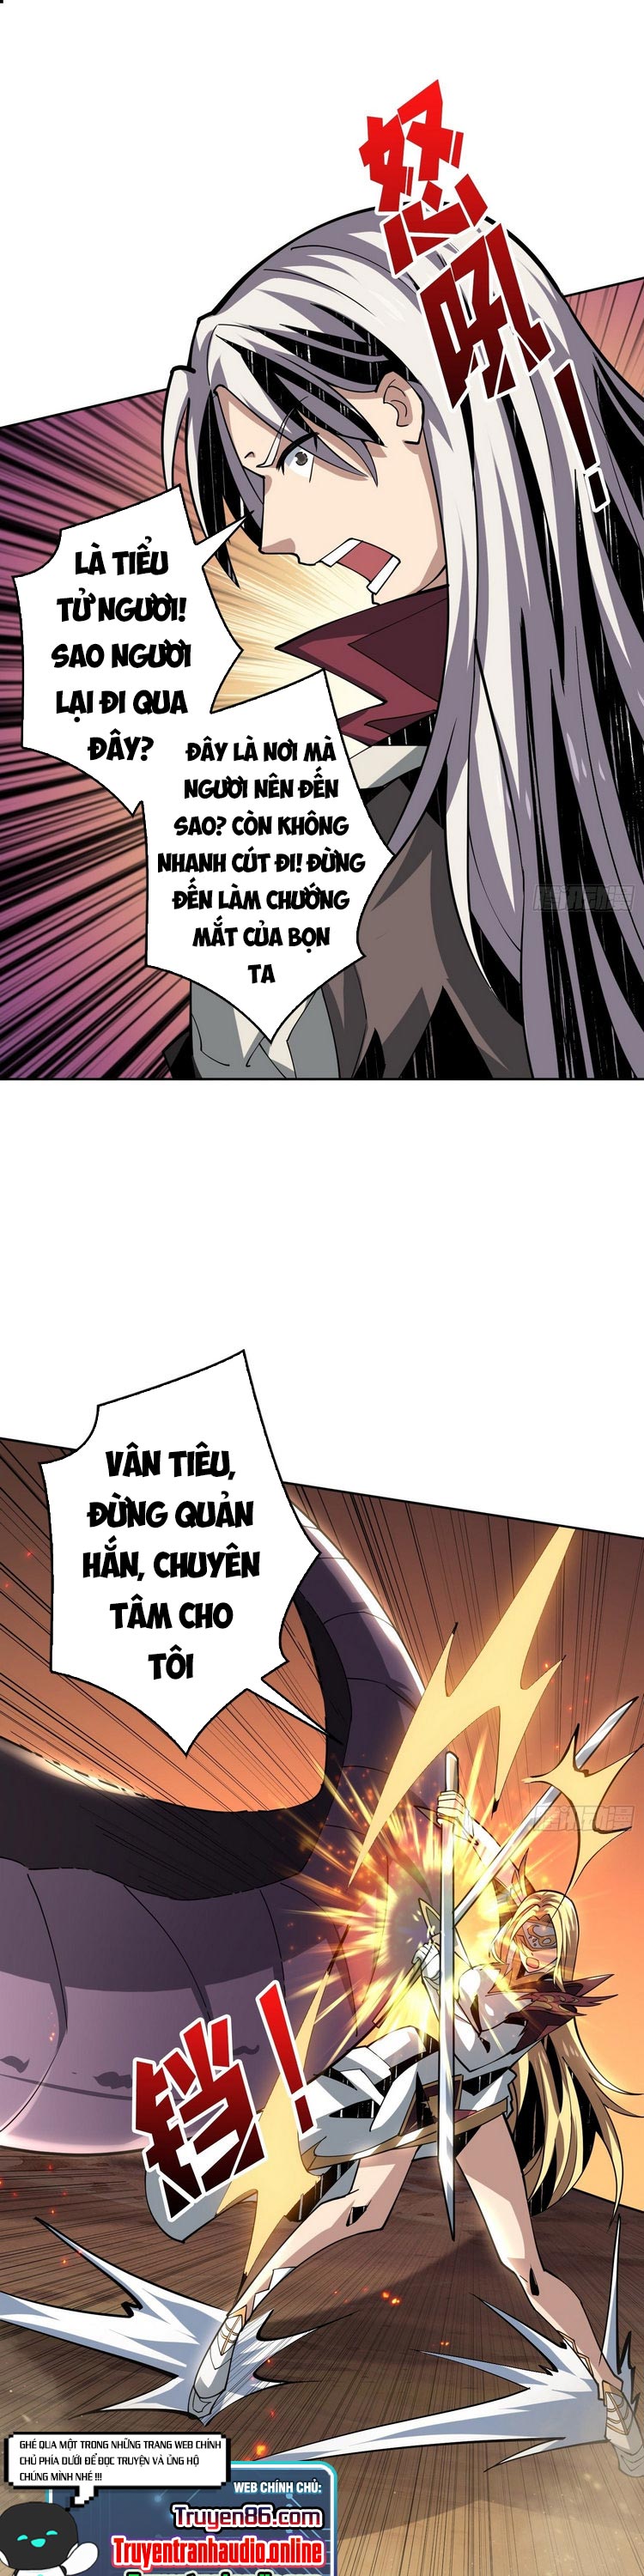 怒
吼
!
LÀ TIỂU
TỬ NGƯƠI!
SAO NGƯƠI
LẠI ĐI QUA
ĐÂY?
ĐÂY LÀ NƠI MÀ
NGƯƠI NÊN ĐẾN
SAO? CÒN KHÔNG
NHANH CÚT ĐI! ĐỪNG
ĐẾN LÀM CHƯỚNG
MẮT CỦA BỌN
TA
VÂN TIÊU,
ĐỪNG QUẢN
HẮN, CHUYÊN
TÂM CHO
TÔI
铛!
GHÉ QUA MỘT TRONG NHỮNG TRANG WEB CHÍNH
CHỦ PHÍA DƯỚI ĐỂ ĐỌC TRUYỆN VÀ ỦNG HỘ
CHÚNG MÌNH NHÉ !!!
WEB CHÍNH CHỦ:
Truyen86.com
Truyentranhaudio.online